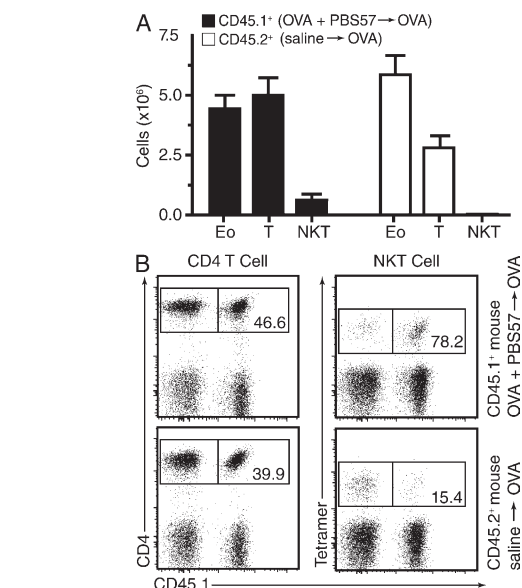 A
CD45.1⁺ (OVA + PBS57 → OVA)
CD45.2⁺ (saline → OVA)
Cells (x10⁶)
7.5
5.0
2.5
0.0
Eo T NKT Eo T NKT
B
CD4 T Cell NKT Cell
46.6
78.2
CD45.1⁺ mouse
OVA + PBS57 → OVA
39.9
15.4
CD45.2⁺ mouse
saline → OVA
CD4
Tetramer
CD45.1